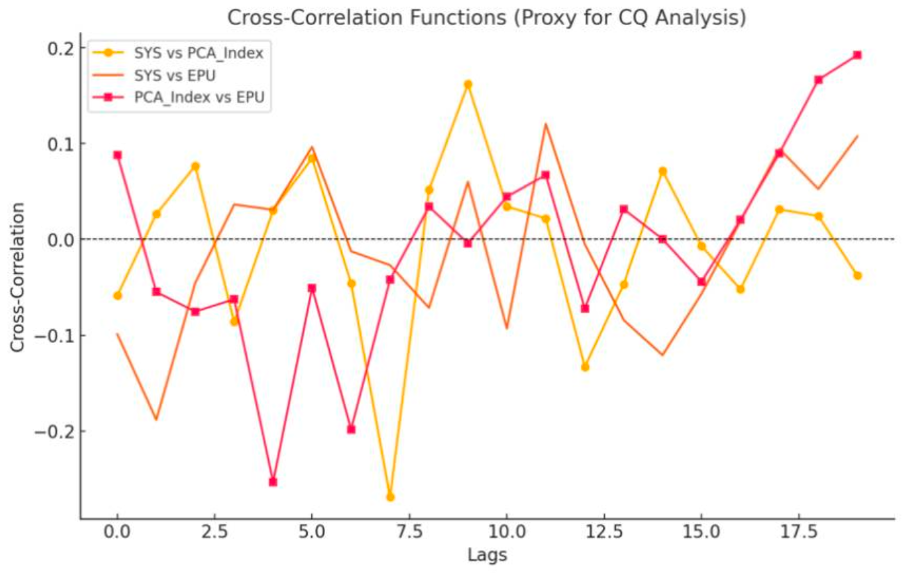 Cross-Correlation Functions (Proxy for CQ Analysis)
SYS vs PCA_Index
SYS vs EPU
PCA_Index vs EPU
Cross-Correlation
0.2
0.1
0.0
−0.1
−0.2
0.0 2.5 5.0 7.5 10.0 12.5 15.0 17.5
Lags